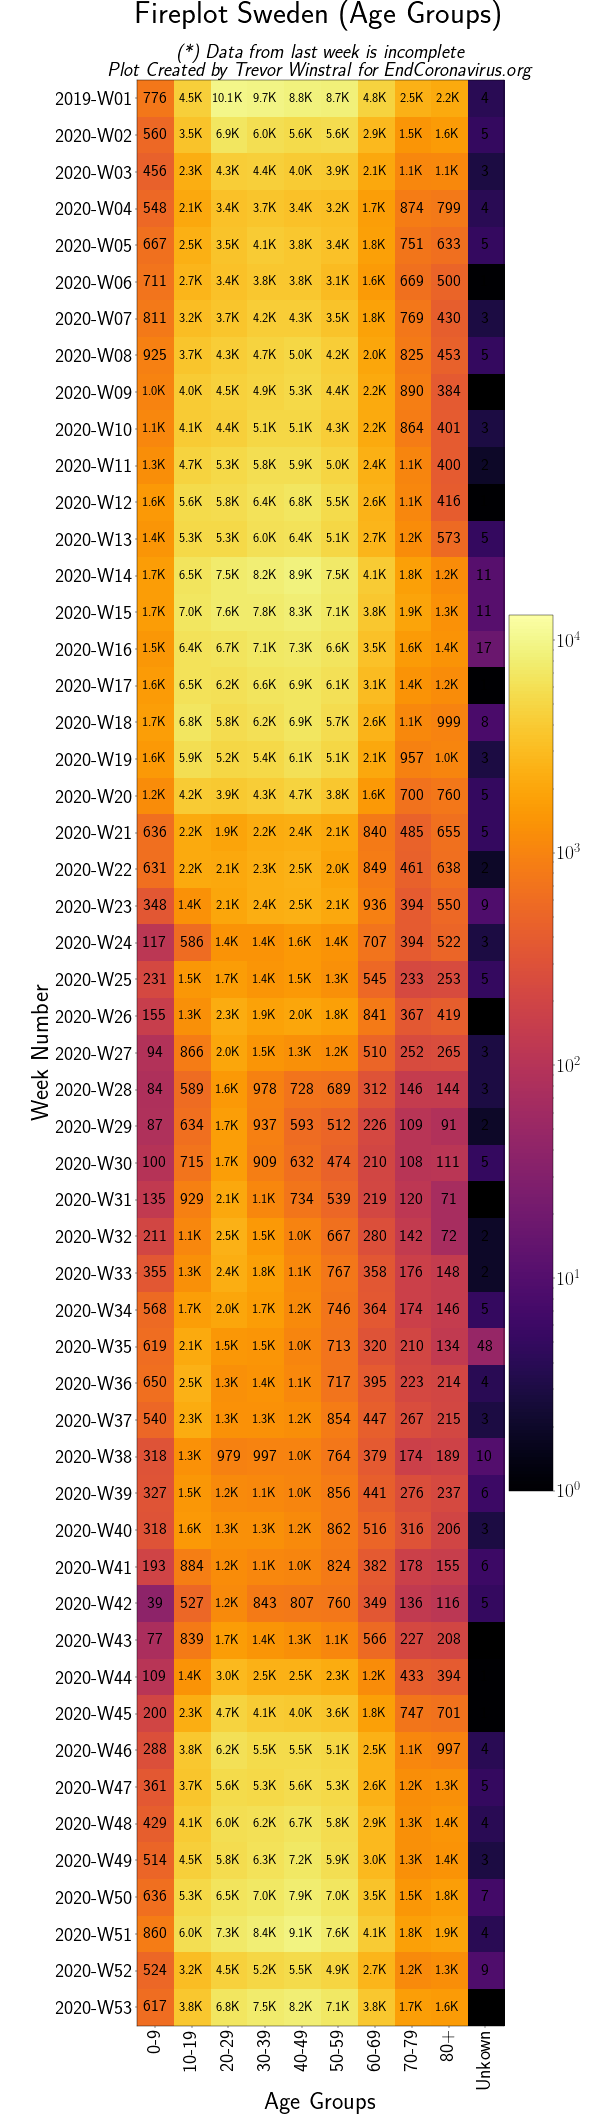 Fireplot Sweden (Age Groups)
(*) Data from last week is incomplete
Plot Created by Trevor Winstral for EndCoronavirus.org
2019-W01 776 4.5K 10.1K 9.7K 8.8K 8.7K 4.8K 2.5K 2.2K 4
2020-W02 560 3.5K 6.9K 6.0K 5.6K 5.6K 2.9K 1.5K 1.6K 5
2020-W03 456 2.3K 4.3K 4.4K 4.0K 3.9K 2.1K 1.1K 1.1K 3
2020-W04 548 2.1K 3.4K 3.7K 3.4K 3.2K 1.7K 874 799 4
2020-W05 667 2.5K 3.5K 4.1K 3.8K 3.4K 1.8K 751 633 5
2020-W06 711 2.7K 3.4K 3.8K 3.8K 3.1K 1.6K 669 500
2020-W07 811 3.2K 3.7K 4.2K 4.3K 3.5K 1.8K 769 430 3
2020-W08 925 3.7K 4.3K 4.7K 5.0K 4.2K 2.0K 825 453 5
2020-W09 1.0K 4.0K 4.5K 4.9K 5.3K 4.4K 2.2K 890 384
2020-W10 1.1K 4.1K 4.4K 5.1K 5.1K 4.3K 2.2K 864 401 3
2020-W11 1.3K 4.7K 5.3K 5.8K 5.9K 5.0K 2.4K 1.1K 400 2
2020-W12 1.6K 5.6K 5.8K 6.4K 6.8K 5.5K 2.6K 1.1K 416
2020-W13 1.4K 5.3K 5.3K 6.0K 6.4K 5.1K 2.7K 1.2K 573 5
2020-W14 1.7K 6.5K 7.5K 8.2K 8.9K 7.5K 4.1K 1.8K 1.2K 11
2020-W15 1.7K 7.0K 7.6K 7.8K 8.3K 7.1K 3.8K 1.9K 1.3K 11
2020-W16 1.5K 6.4K 6.7K 7.1K 7.3K 6.6K 3.5K 1.6K 1.4K 17
2020-W17 1.6K 6.5K 6.2K 6.6K 6.9K 6.1K 3.1K 1.4K 1.2K
2020-W18 1.7K 6.8K 5.8K 6.2K 6.9K 5.7K 2.6K 1.1K 999 8
2020-W19 1.6K 5.9K 5.2K 5.4K 6.1K 5.1K 2.1K 957 1.0K 3
2020-W20 1.2K 4.2K 3.9K 4.3K 4.7K 3.8K 1.6K 700 760 5
2020-W21 636 2.2K 1.9K 2.2K 2.4K 2.1K 840 485 655 5
2020-W22 631 2.2K 2.1K 2.3K 2.5K 2.0K 849 461 638 2
2020-W23 348 1.4K 2.1K 2.4K 2.5K 2.1K 936 394 550 9
2020-W24 117 586 1.4K 1.4K 1.6K 1.4K 707 394 522 3
2020-W25 231 1.5K 1.7K 1.4K 1.5K 1.3K 545 233 253 5
2020-W26 155 1.3K 2.3K 1.9K 2.0K 1.8K 841 367 419
2020-W27 94 866 2.0K 1.5K 1.3K 1.2K 510 252 265 3
2020-W28 84 589 1.6K 978 728 689 312 146 144 3
2020-W29 87 634 1.7K 937 593 512 226 109 91 2
2020-W30 100 715 1.7K 909 632 474 210 108 111 5
2020-W31 135 929 2.1K 1.1K 734 539 219 120 71
2020-W32 211 1.1K 2.5K 1.5K 1.0K 667 280 142 72 2
2020-W33 355 1.3K 2.4K 1.8K 1.1K 767 358 176 148 2
2020-W34 568 1.7K 2.0K 1.7K 1.2K 746 364 174 146 5
2020-W35 619 2.1K 1.5K 1.5K 1.0K 713 320 210 134 48
2020-W36 650 2.5K 1.3K 1.4K 1.1K 717 395 223 214 4
2020-W37 540 2.3K 1.3K 1.3K 1.2K 854 447 267 215 3
2020-W38 318 1.3K 979 997 1.0K 764 379 174 189 10
2020-W39 327 1.5K 1.2K 1.1K 1.0K 856 441 276 237 6
2020-W40 318 1.6K 1.3K 1.3K 1.2K 862 516 316 206 3
2020-W41 193 884 1.2K 1.1K 1.0K 824 382 178 155 6
2020-W42 39 527 1.2K 843 807 760 349 136 116 5
2020-W43 77 839 1.7K 1.4K 1.3K 1.1K 566 227 208
2020-W44 109 1.4K 3.0K 2.5K 2.5K 2.3K 1.2K 433 394
2020-W45 200 2.3K 4.7K 4.1K 4.0K 3.6K 1.8K 747 701
2020-W46 288 3.8K 6.2K 5.5K 5.5K 5.1K 2.5K 1.1K 997 4
2020-W47 361 3.7K 5.6K 5.3K 5.6K 5.3K 2.6K 1.2K 1.3K 5
2020-W48 429 4.1K 6.0K 6.2K 6.7K 5.8K 2.9K 1.3K 1.4K 4
2020-W49 514 4.5K 5.8K 6.3K 7.2K 5.9K 3.0K 1.3K 1.4K 3
2020-W50 636 5.3K 6.5K 7.0K 7.9K 7.0K 3.5K 1.5K 1.8K 7
2020-W51 860 6.0K 7.3K 8.4K 9.1K 7.6K 4.1K 1.8K 1.9K 4
2020-W52 524 3.2K 4.5K 5.2K 5.5K 4.9K 2.7K 1.2K 1.3K 9
2020-W53 617 3.8K 6.8K 7.5K 8.2K 7.1K 3.8K 1.7K 1.6K
0-9 10-19 20-29 30-39 40-49 50-59 60-69 70-79 80+ Unkown
Age Groups
Week Number
10⁴
10³
10²
10¹
10⁰